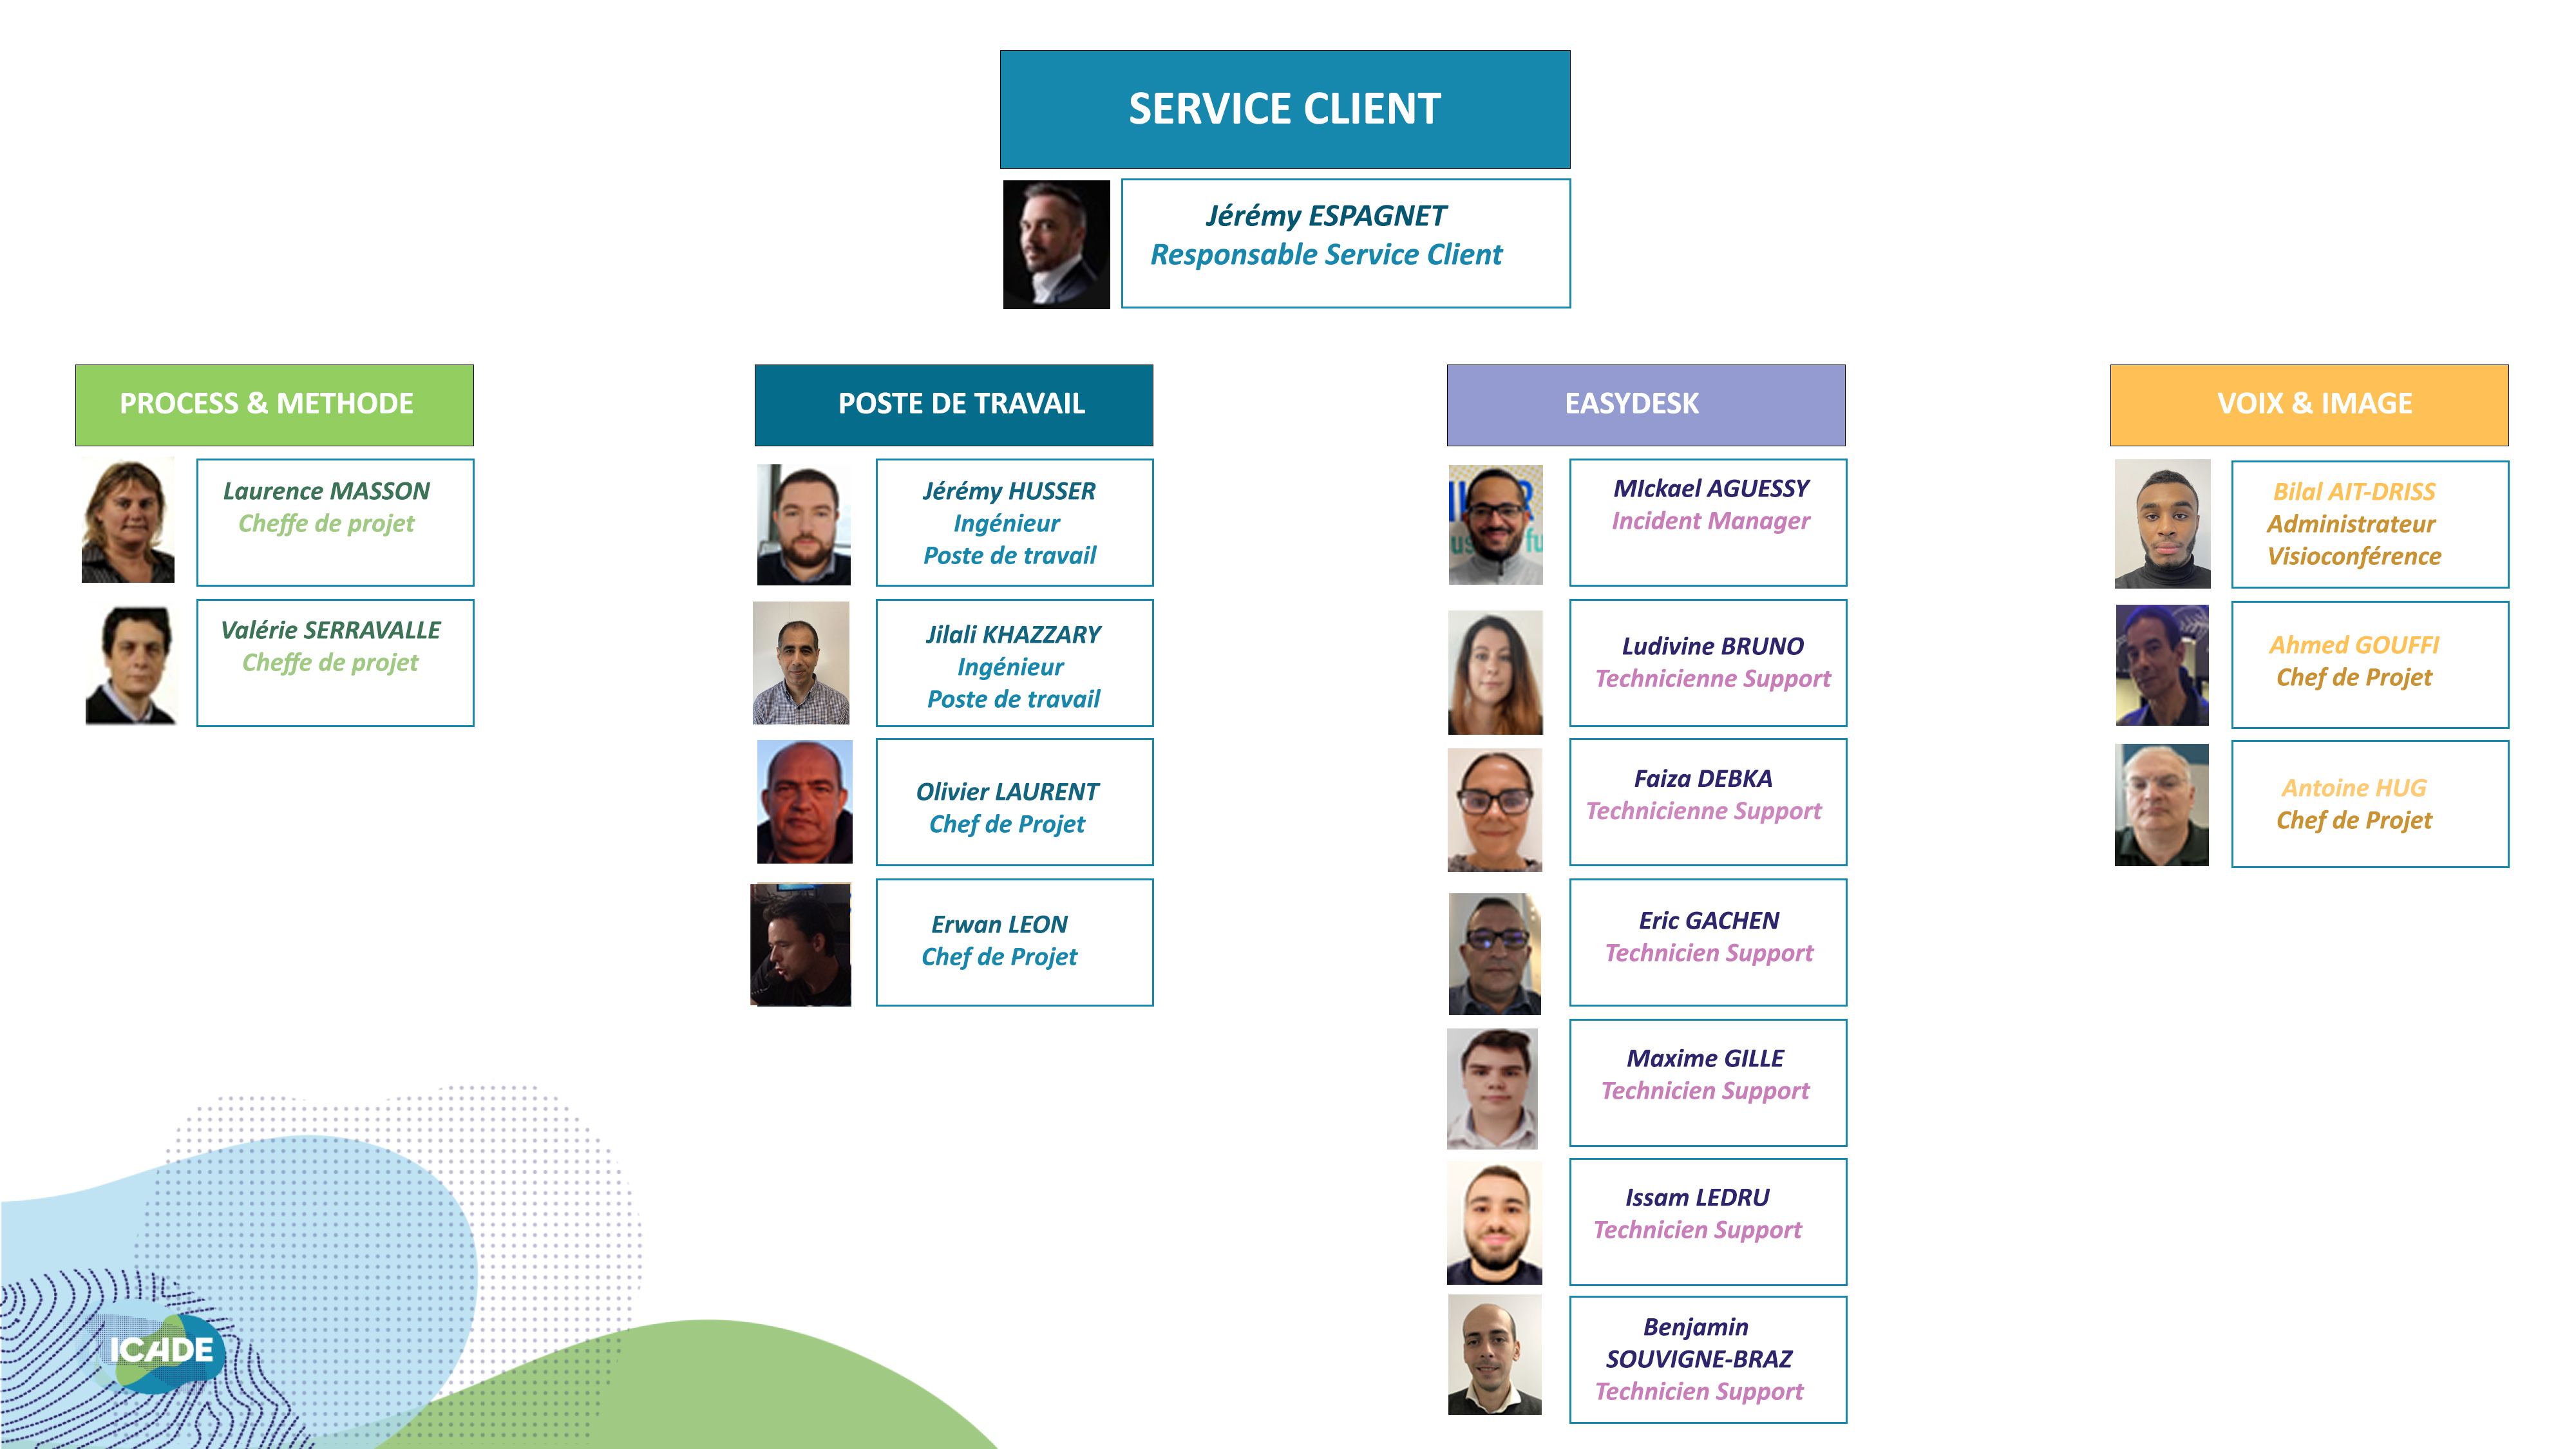 SERVICE CLIENT
Jérémy ESPAGNET
Responsable Service Client
PROCESS & METHODE
Laurence MASSON
Cheffe de projet
Valérie SERRAVALLE
Cheffe de projet
POSTE DE TRAVAIL
Jérémy HUSSER
Ingénieur
Poste de travail
Jilali KHAZZARY
Ingénieur
Poste de travail
Olivier LAURENT
Chef de Projet
Erwan LEON
Chef de Projet
EASYDESK
MIckael AGUESSY
Incident Manager
Ludivine BRUNO
Technicienne Support
Faiza DEBKA
Technicienne Support
Eric GACHEN
Technicien Support
Maxime GILLE
Technicien Support
Issam LEDRU
Technicien Support
Benjamin
SOUVIGNE-BRAZ
Technicien Support
VOIX & IMAGE
Bilal AIT-DRISS
Administrateur
Visioconférence
Ahmed GOUFFI
Chef de Projet
Antoine HUG
Chef de Projet
ICADE